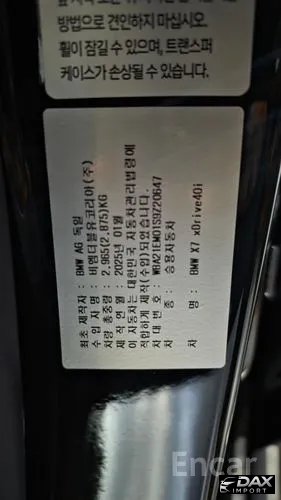 방법으로 견인하지 마십시오.
휠이 잠길 수 있으며, 트랜스퍼
케이스가 손상될 수 있습니다.
최초 제작자 : BMW AG 독일
수 입 자 명 : 비엠더블유코리아(주)
차량 총중량 : 2,965(2,875)KG
제 작 연 월 : 2025년 01월
이 자동차는 대한민국 자동차관리법령에
적합하게 제작(수입)되었습니다.
차 대 번 호 : WBA21EM01S9Z20647
차 종 : 승용자동차
차 명 : BMW X7 xDrive40i
Encar
DAX
IMPORT